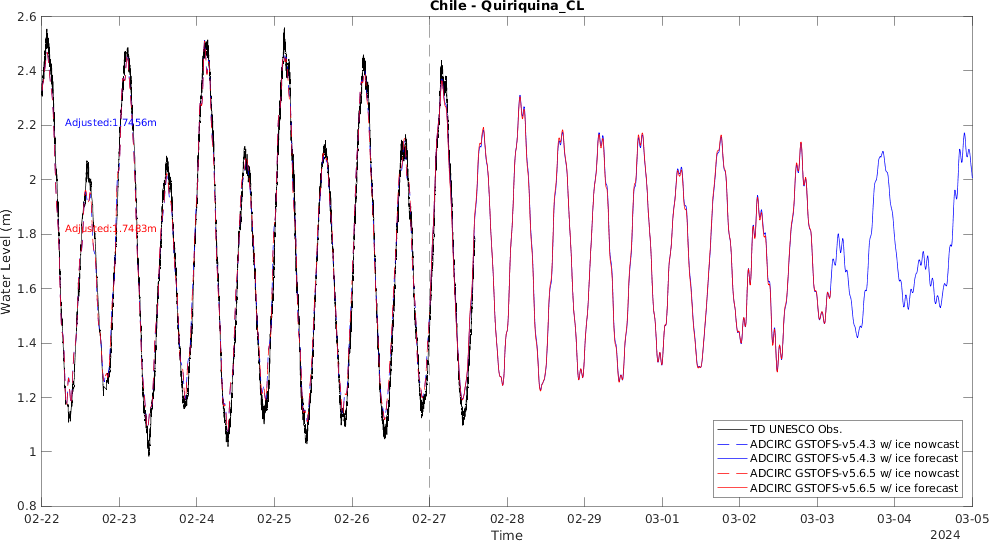 Chile - Quiriquina_CL
2.6
2.4
2.2
2
1.8
1.6
1.4
1.2
1
0.8
Water Level (m)
Adjusted:1.7456m
Adjusted:1.7483m
TD UNESCO Obs.
ADCIRC GSTOFS-v5.4.3 w/ ice nowcast
ADCIRC GSTOFS-v5.4.3 w/ ice forecast
ADCIRC GSTOFS-v5.6.5 w/ ice nowcast
ADCIRC GSTOFS-v5.6.5 w/ ice forecast
02-22 02-23 02-24 02-25 02-26 02-27 02-28 02-29 03-01 03-02 03-03 03-04 03-05
Time
2024